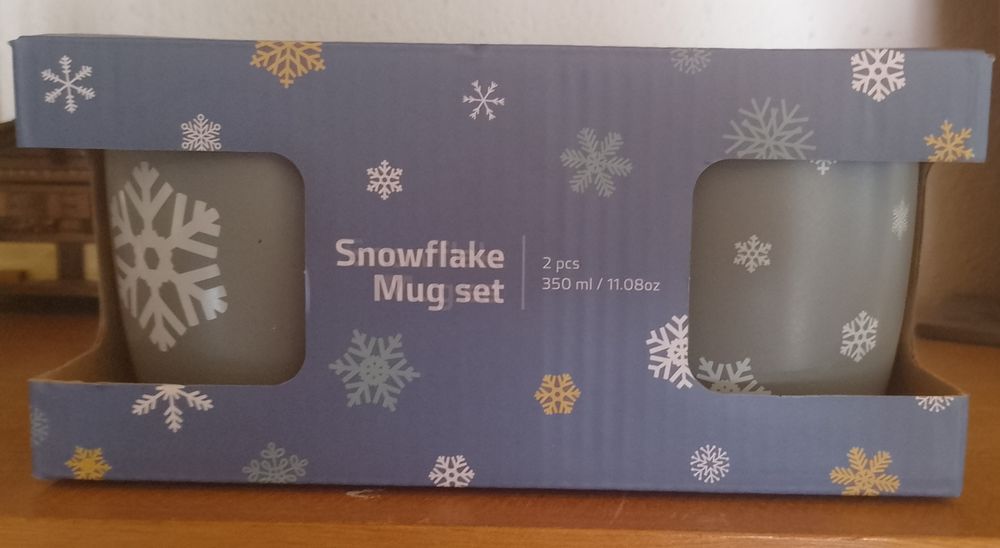 Snowflake
Mug set
2 pcs
350 ml / 11.08oz